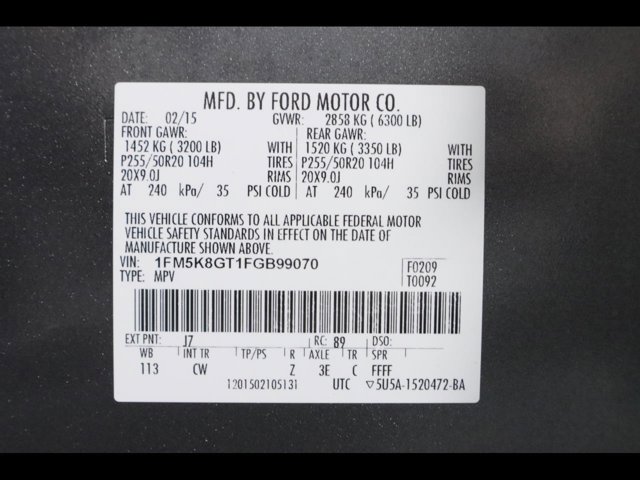 MFD. BY FORD MOTOR CO.
DATE: 02/15 GVWR: 2858 KG ( 6300 LB)
FRONT GAWR: REAR GAWR:
1452 KG ( 3200 LB) WITH 1520 KG ( 3350 LB) WITH
P255/50R20 104H TIRES P255/50R20 104H TIRES
20X9.0J RIMS 20X9.0J RIMS
AT 240 kPa/ 35 PSI COLD AT 240 kPa/ 35 PSI COLD
THIS VEHICLE CONFORMS TO ALL APPLICABLE FEDERAL MOTOR
VEHICLE SAFETY STANDARDS IN EFFECT ON THE DATE OF
MANUFACTURE SHOWN ABOVE.
VIN: 1FM5K8GT1FGB99070 F0209
TYPE: MPV T0092
EXT PNT: J7 RC: 89 DSO:
WB INT TR TP/PS R AXLE TR SPR
113 CW Z 3E C FFFF
1201502105131 UTC ▽5U5A-1520472-BA